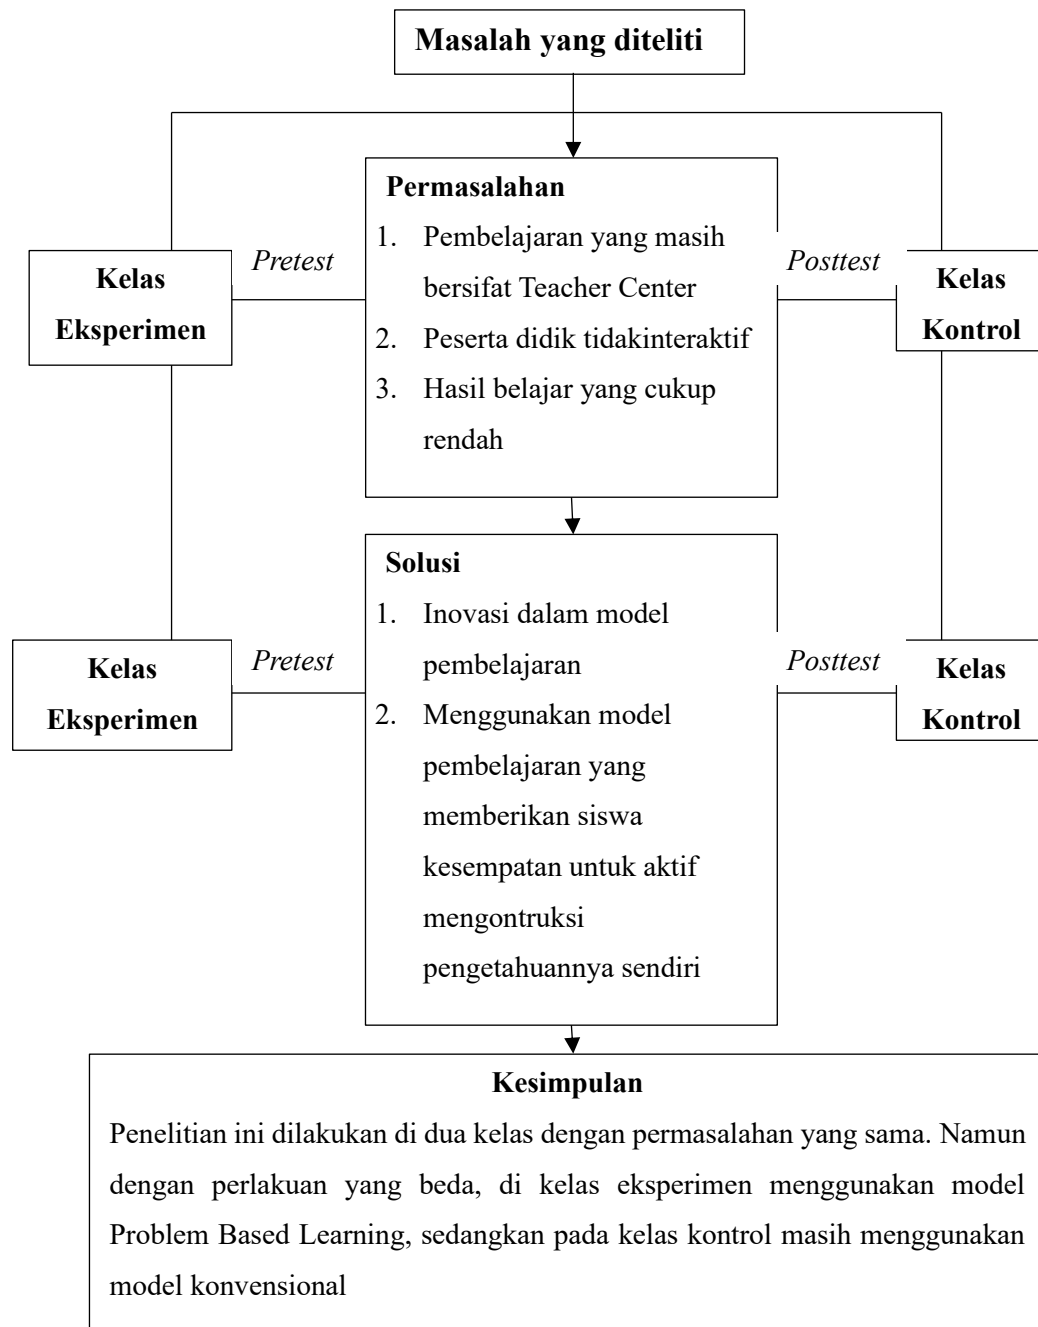 Masalah yang diteliti
Permasalahan
1. Pembelajaran yang masih
bersifat Teacher Center
2. Peserta didik tidakinteraktif
3. Hasil belajar yang cukup
rendah
Kelas
Eksperimen
Pretest
Posttest
Kelas
Kontrol
Solusi
1. Inovasi dalam model
pembelajaran
2. Menggunakan model
pembelajaran yang
memberikan siswa
kesempatan untuk aktif
mengontruksi
pengetahuannya sendiri
Kelas
Eksperimen
Pretest
Posttest
Kelas
Kontrol
Kesimpulan
Penelitian ini dilakukan di dua kelas dengan permasalahan yang sama. Namun
dengan perlakuan yang beda, di kelas eksperimen menggunakan model
Problem Based Learning, sedangkan pada kelas kontrol masih menggunakan
model konvensional